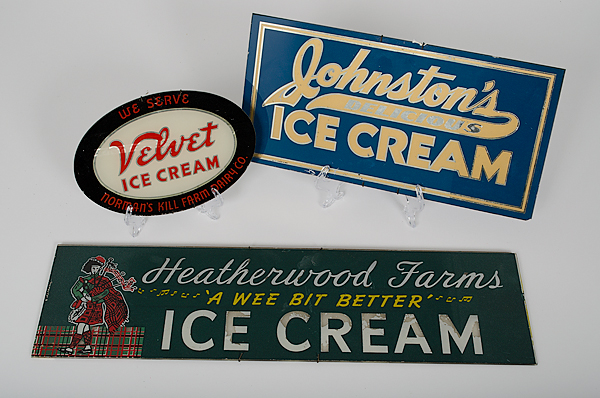 WE SERVE
Velvet
ICE CREAM
NORMAN'S KILL FARM DAIRY CO.
Johnston's
DELICIOUS
ICE CREAM
Heatherwood Farms
'A WEE BIT BETTER'
ICE CREAM